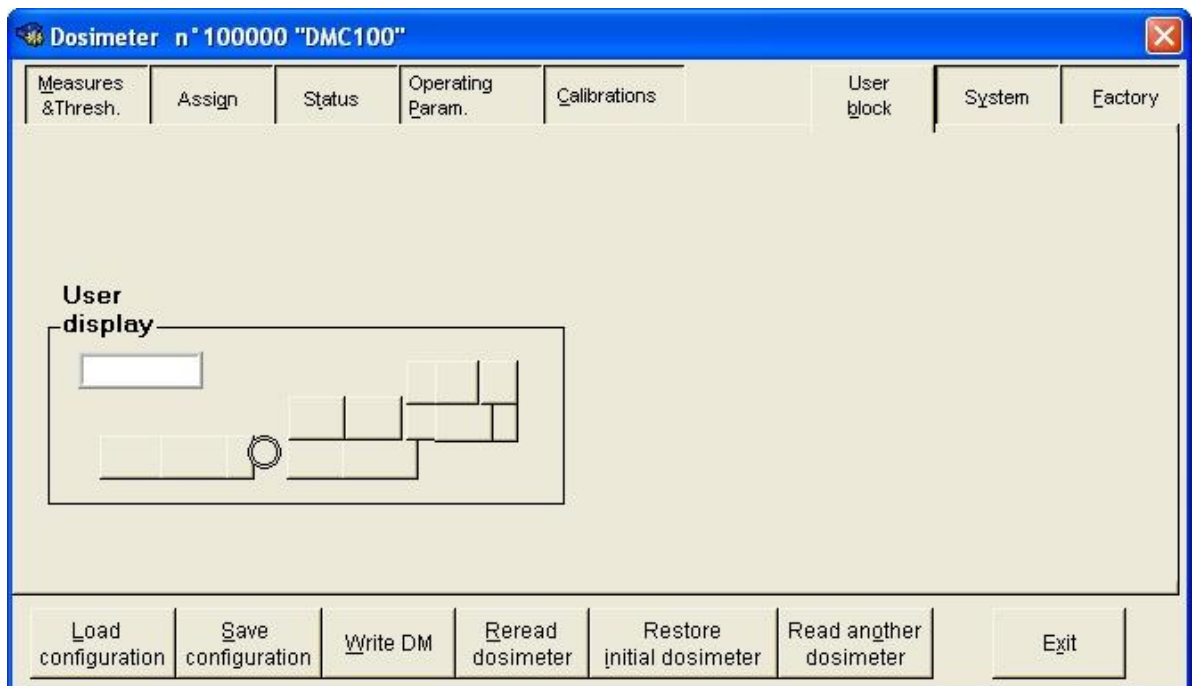 Dosimeter n°100000 "DMC100"
Measures
&Thresh.
Assign
Status
Operating
Param.
Calibrations
User
block
System
Factory
User
display
Load
configuration
Save
configuration
Write DM
Reread
dosimeter
Restore
initial dosimeter
Read another
dosimeter
Exit